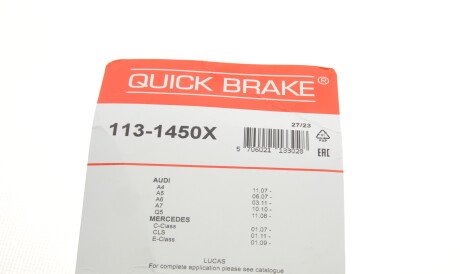 QUICK BRAKE®
27/23
113-1450X
5 706021 139028
EAC
AUDI
A4 11.07 -
A5 06.07 -
A6 03.11 -
A7 10.10 -
Q5 11.08 -
MERCEDES
C-Class 01.07 -
CLS 01.11 -
E-Class 01.09 -
LUCAS
For complete application please see catalogue